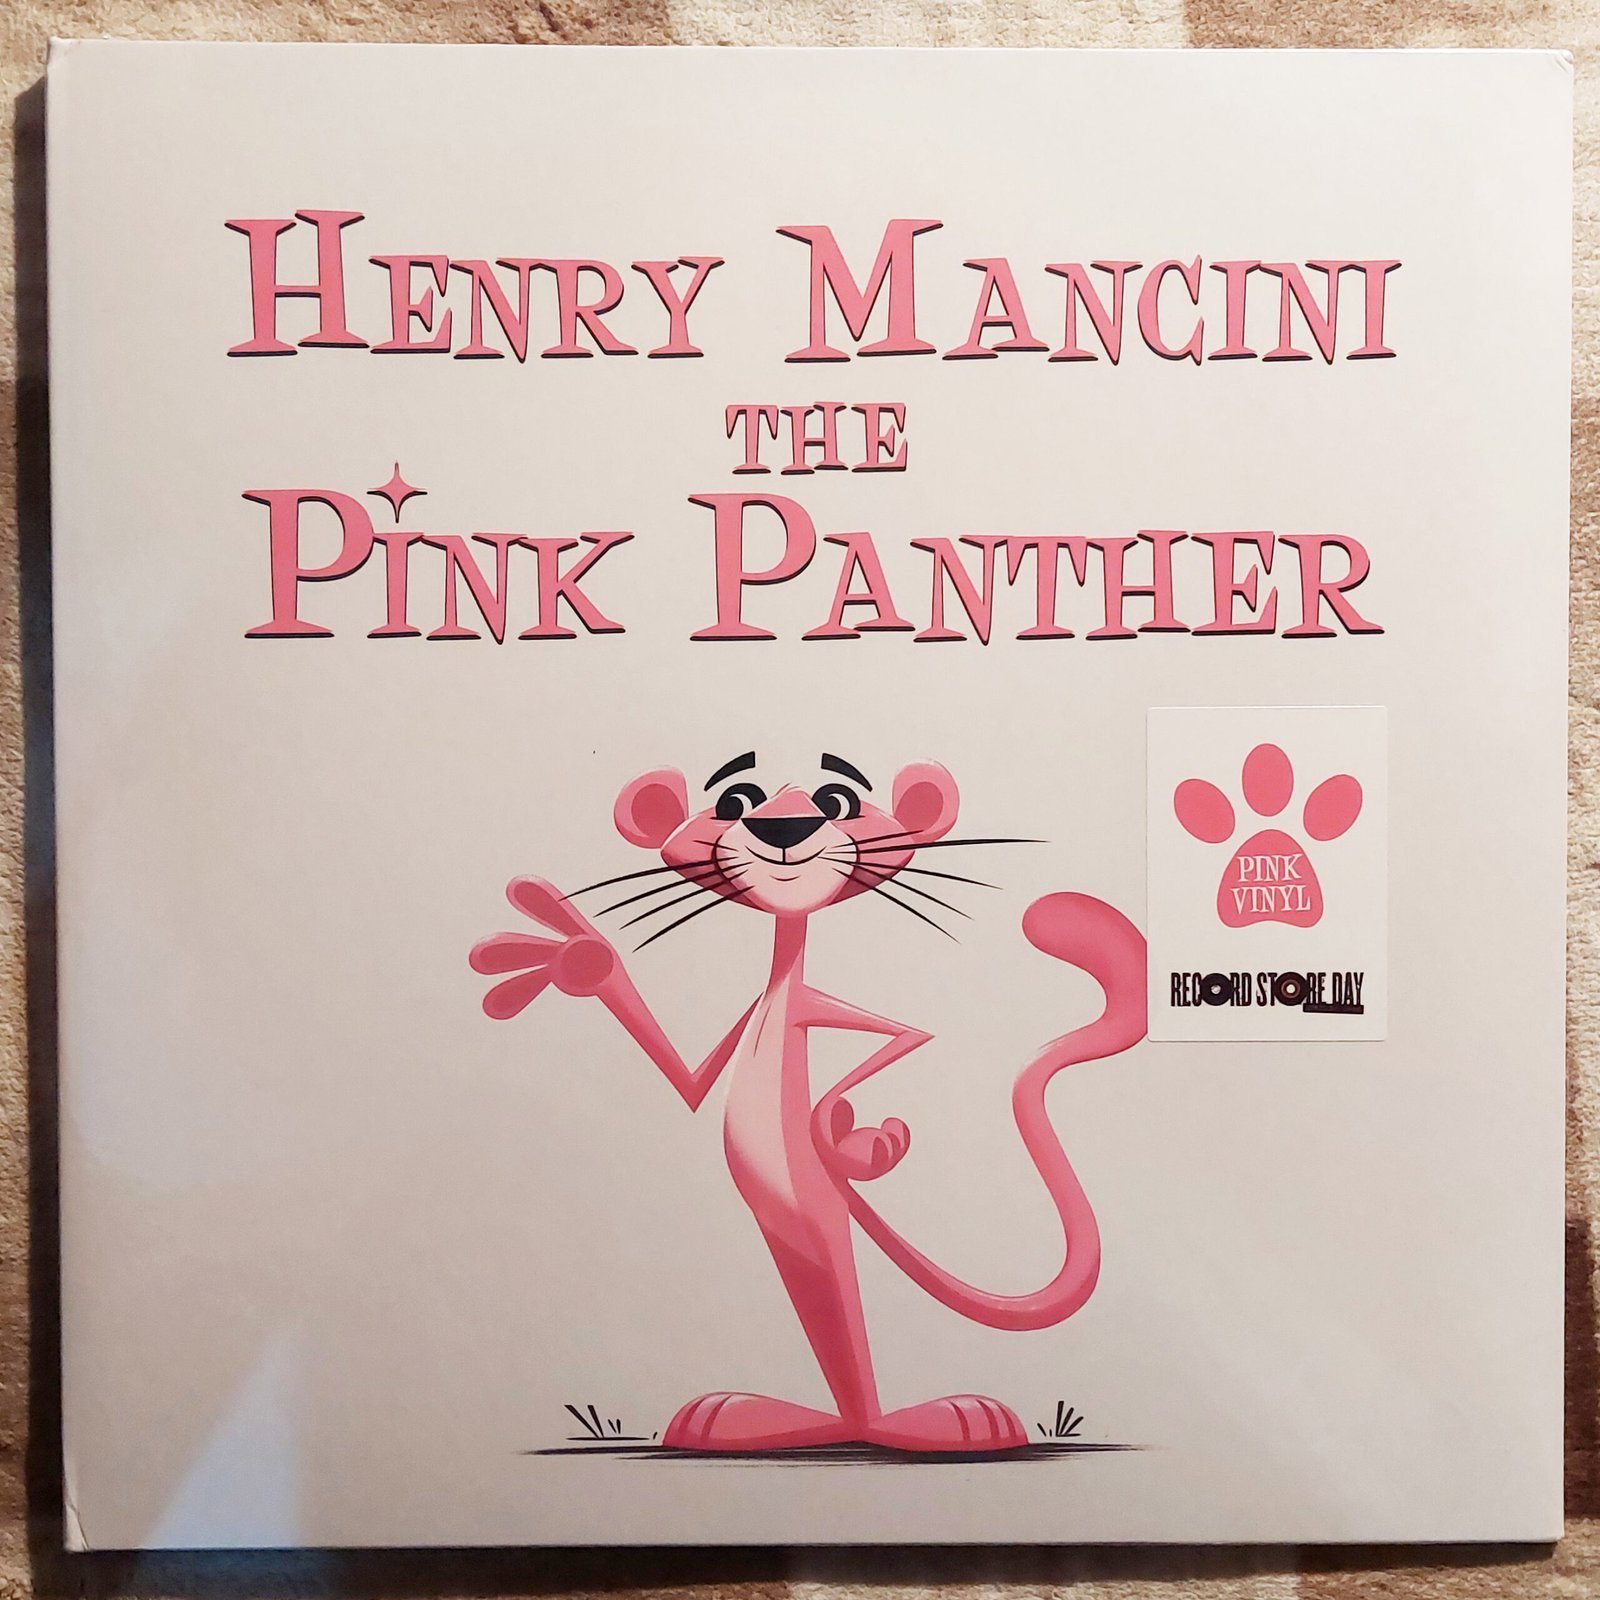 HENRY MANCINI
THE
PINK PANTHER
PINK
VINYL
RECORD STORE DAY